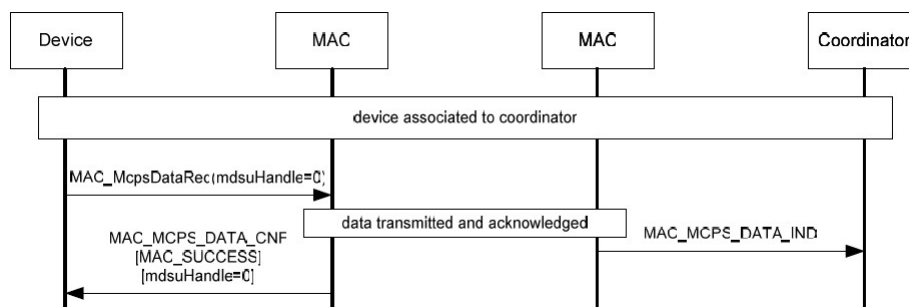 Device
MAC
MAC
Coordinator
device associated to coordinator
MAC_McpsDataReq(mdsuHandle=0)
data transmitted and acknowledged
MAC_MCPS_DATA_IND
MAC_MCPS_DATA_CNF
[MAC_SUCCESS]
[mdsuHandle=0]